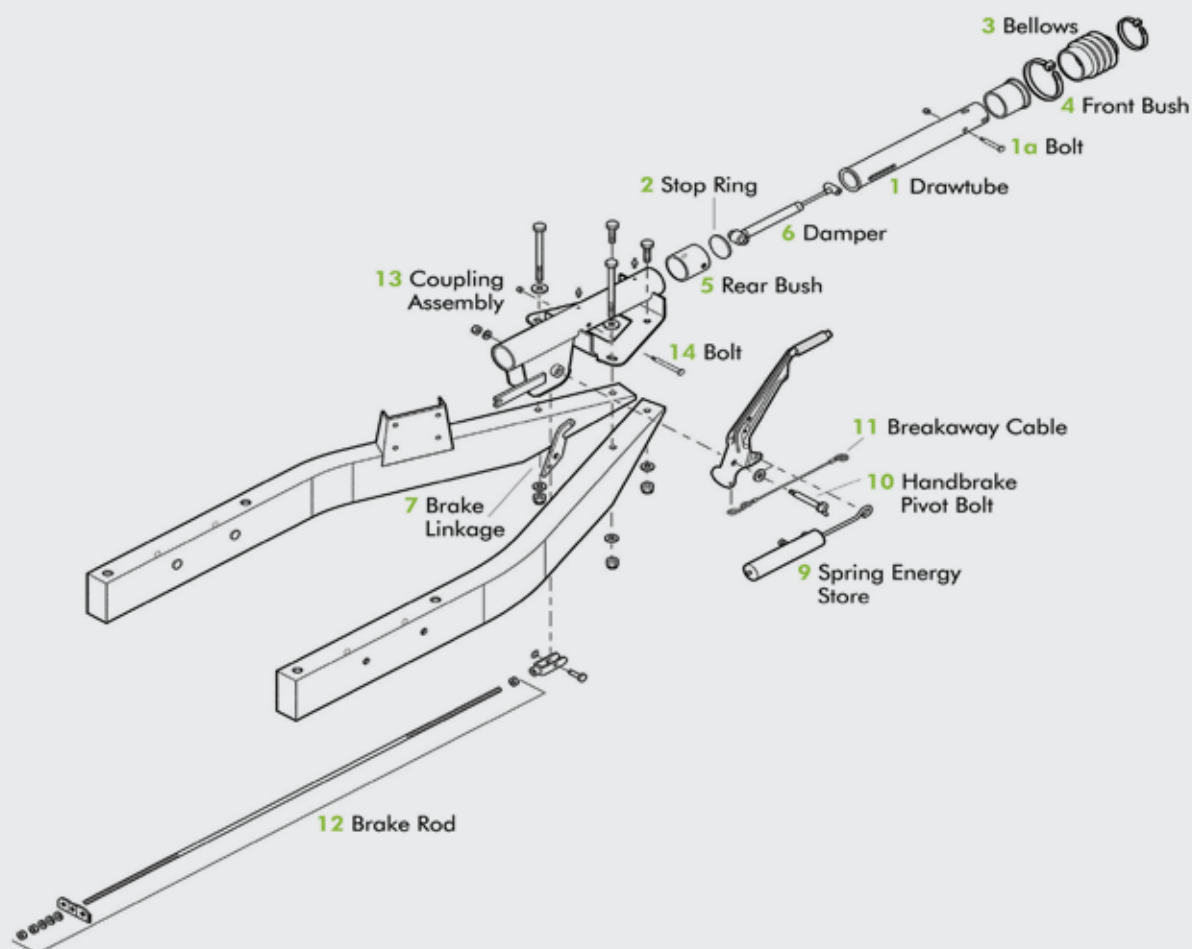 3 Bellows
4 Front Bush
1a Bolt
1 Drawtube
2 Stop Ring
6 Damper
5 Rear Bush
13 Coupling
Assembly
14 Bolt
11 Breakaway Cable
10 Handbrake
Pivot Bolt
7 Brake
Linkage
9 Spring Energy
Store
12 Brake Rod